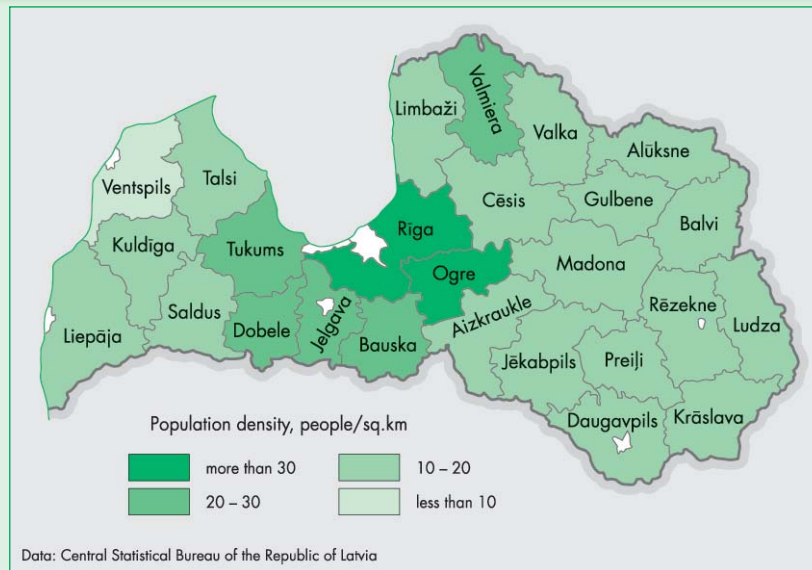 Limbaži
Valmiera
Valka
Alūksne
Ventspils
Talsi
Cēsis
Gulbene
Rīga
Balvi
Kuldīga
Tukums
Ogre
Madona
Saldus
Aizkraukle
Rēzekne
Ludza
Liepāja
Dobele
Jelgava
Bauska
Jēkabpils
Preiļi
Daugavpils
Krāslava
Population density, people/sq.km
more than 30
10 – 20
20 – 30
less than 10
Data: Central Statistical Bureau of the Republic of Latvia